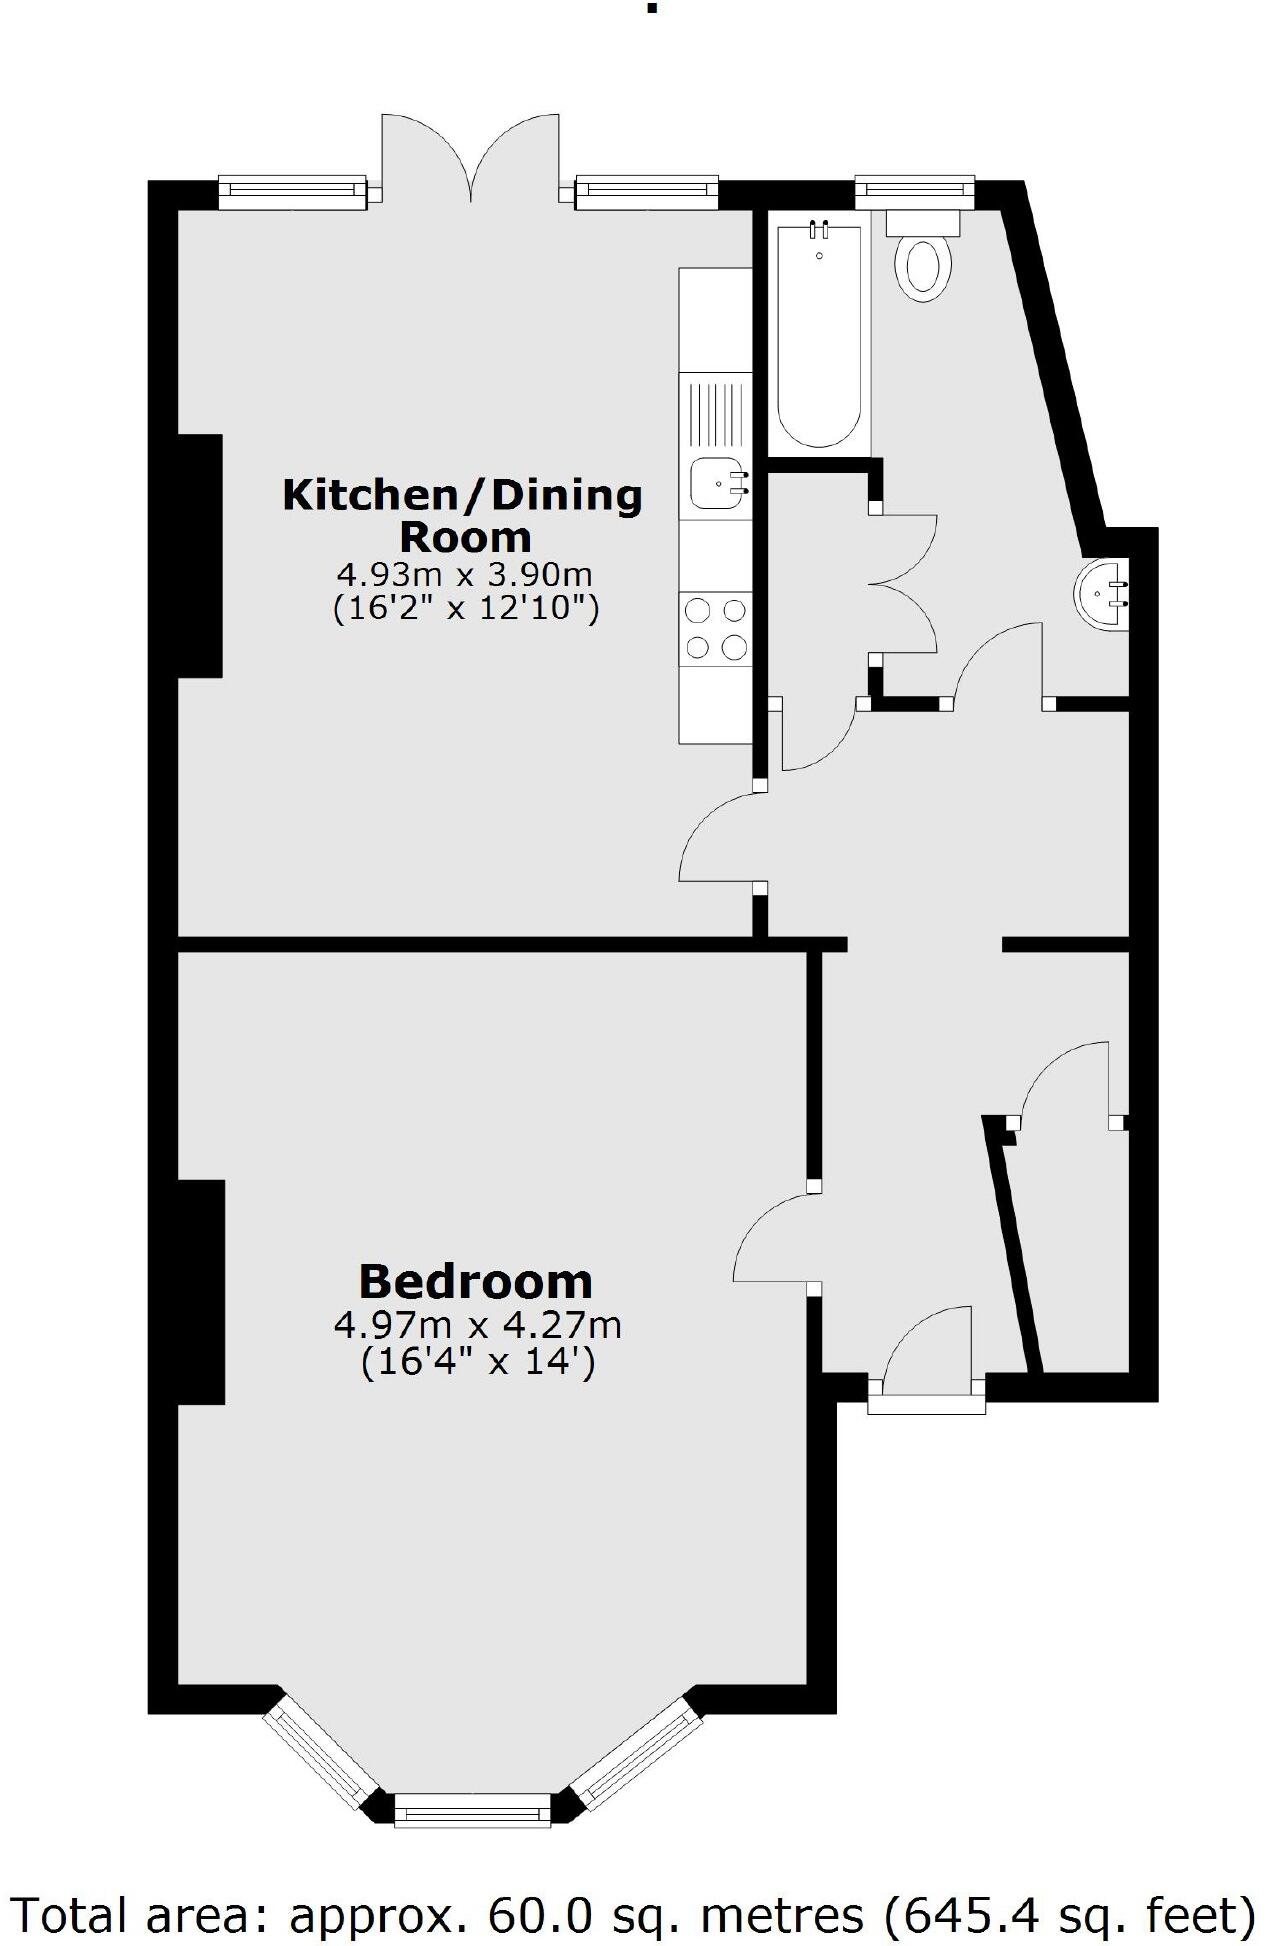 Kitchen/Dining
Room
4.93m x 3.90m
(16'2" x 12'10")
Bedroom
4.97m x 4.27m
(16'4" x 14')
Total area: approx. 60.0 sq. metres (645.4 sq. feet)